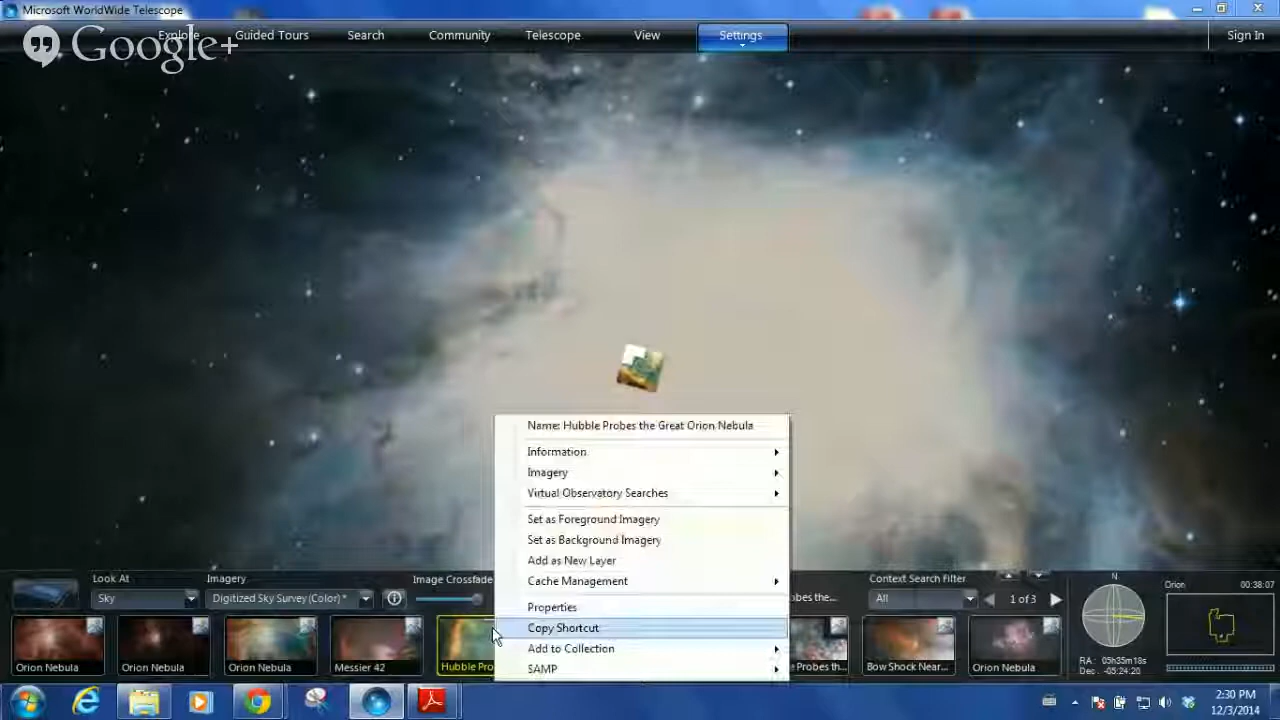 Microsoft WorldWide Telescope
Google+
Explore Guided Tours Search Community Telescope View Settings Sign In
Name: Hubble Probes the Great Orion Nebula
Information
Imagery
Virtual Observatory Searches
Set as Foreground Imagery
Set as Background Imagery
Add as New Layer
Cache Management
Properties
Copy Shortcut
Add to Collection
SAMP
Look At Imagery Image Crossfade Context Search Filter Orion 00:38:07
Sky Digitized Sky Survey (Color) * All 1 of 3
N
Orion Nebula Orion Nebula Orion Nebula Messier 42 Hubble Pro Bow Shock Near... Orion Nebula
RA: 05h35m18s
Dec: -05:24:20
2:30 PM
12/3/2014